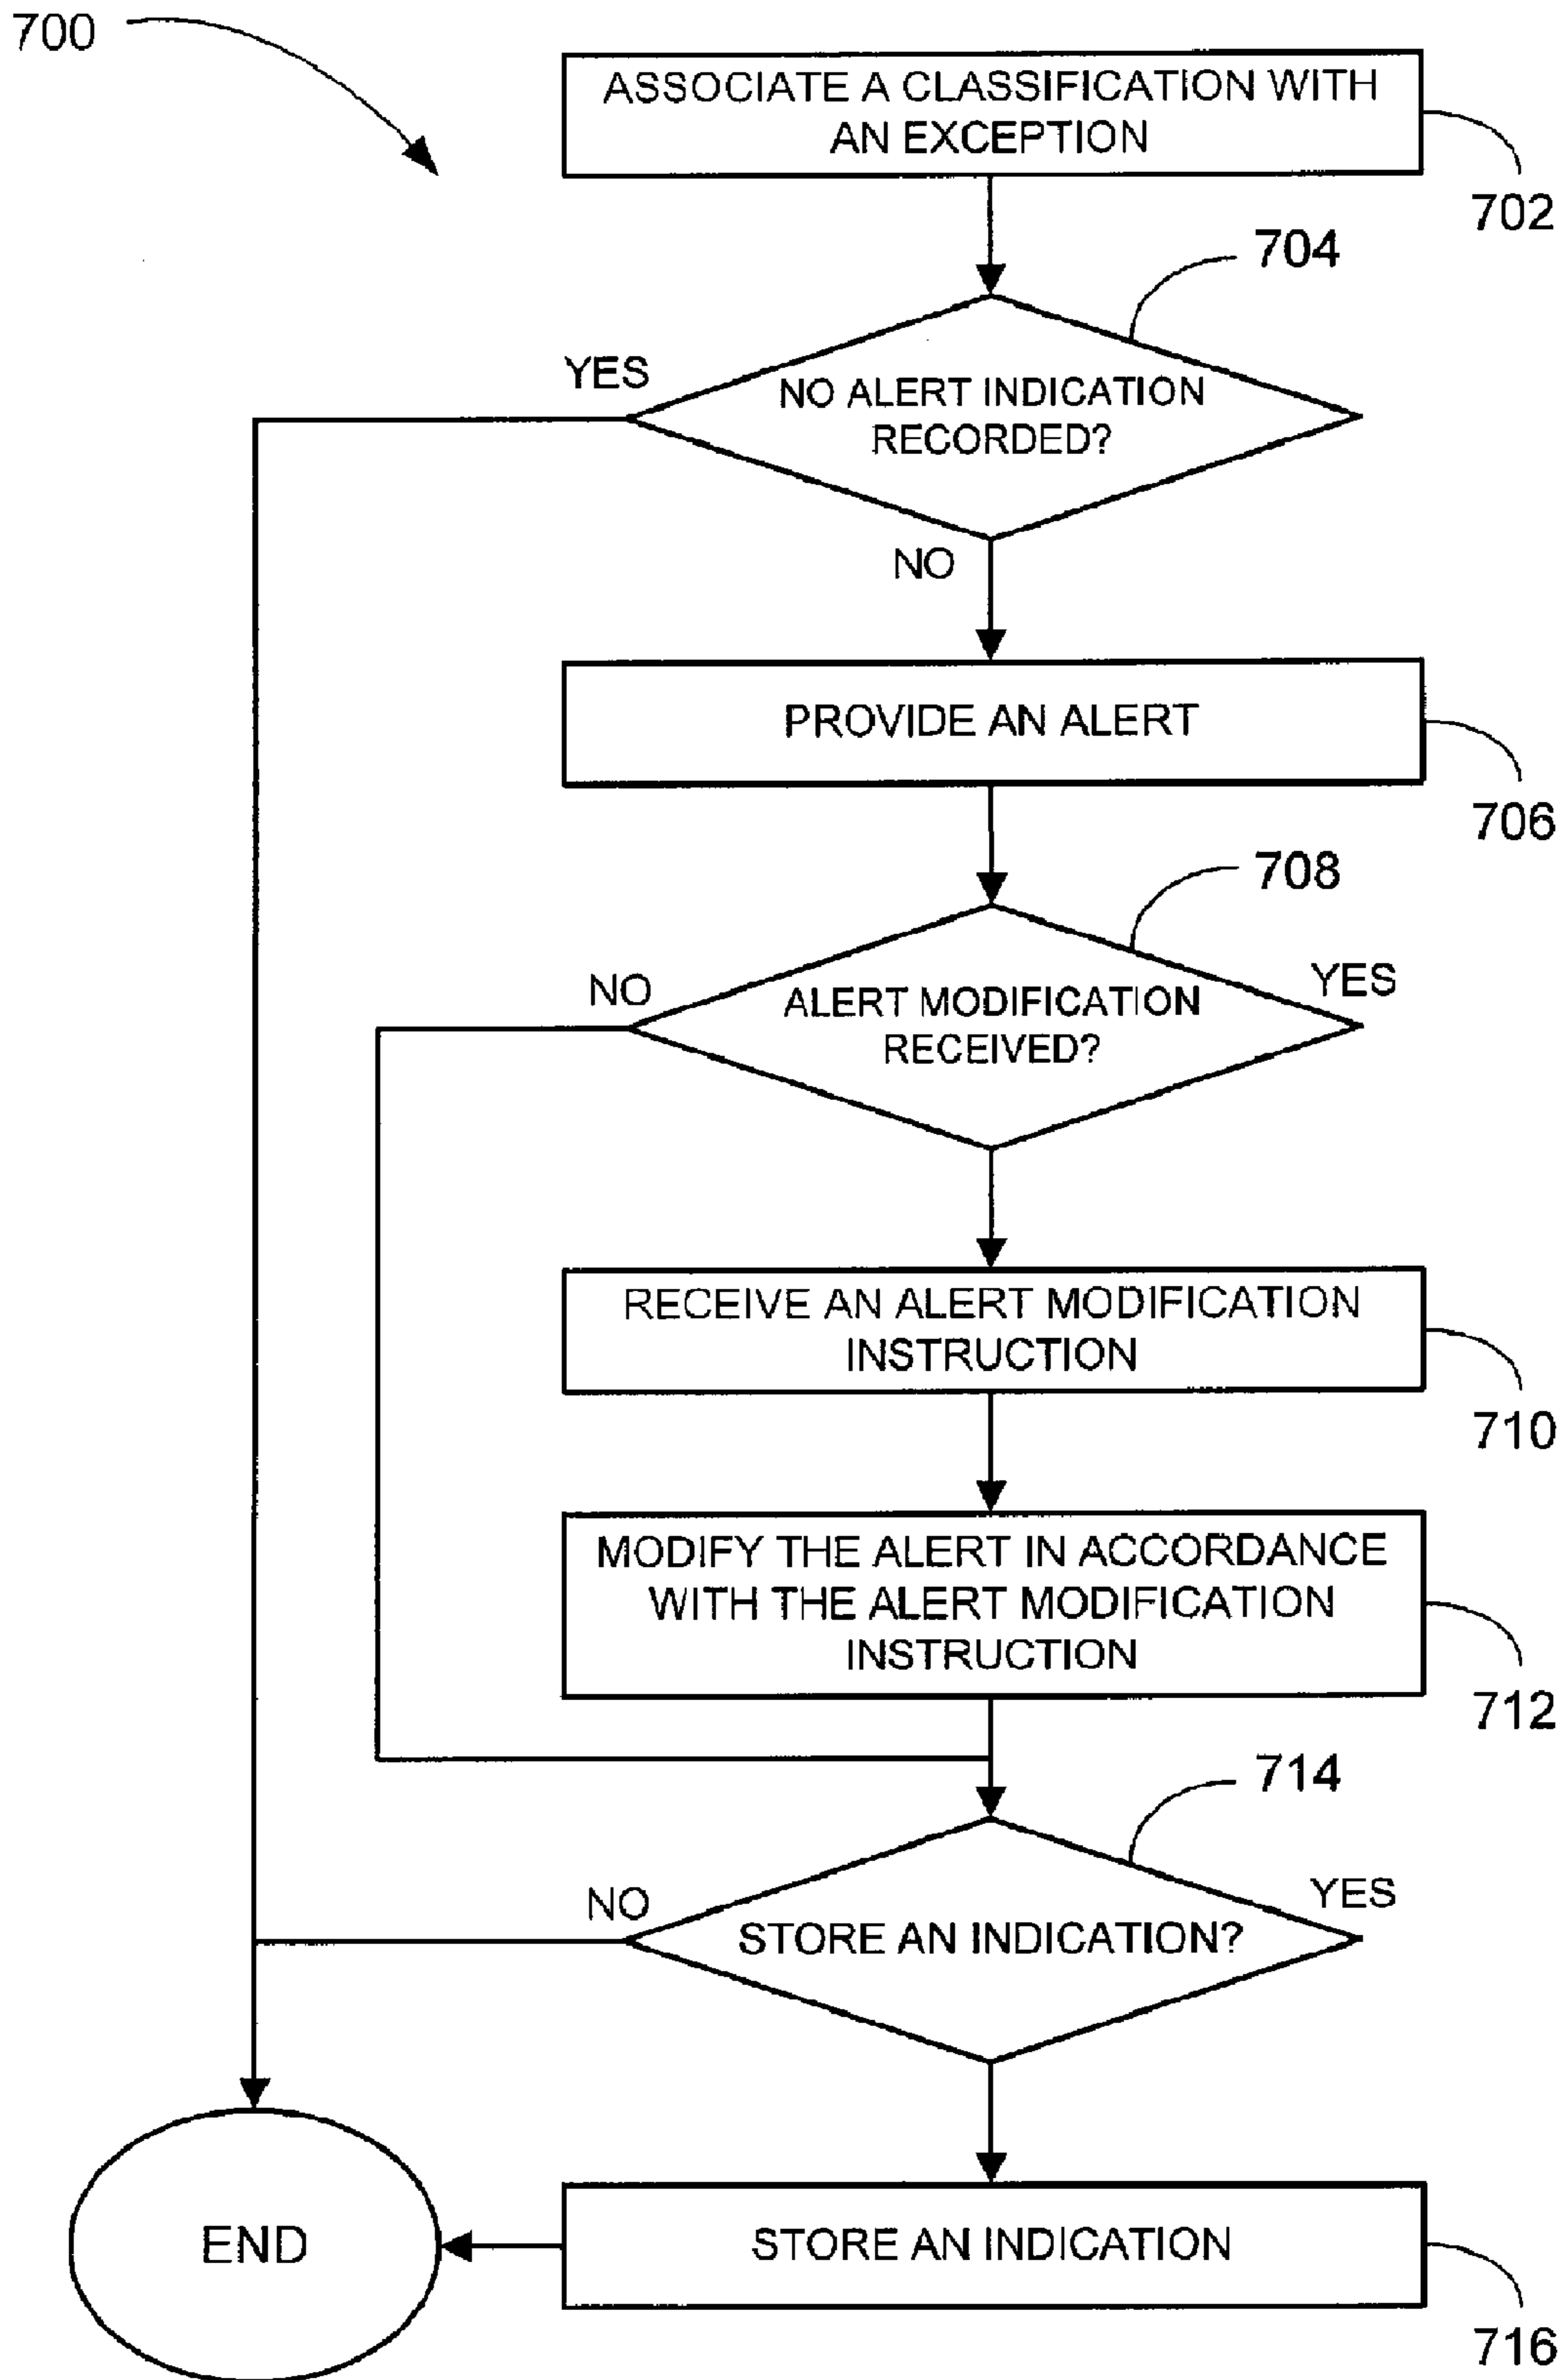 700
ASSOCIATE A CLASSIFICATION WITH
AN EXCEPTION
702
704
YES
NO ALERT INDICATION
RECORDED?
NO
PROVIDE AN ALERT
706
708
NO
ALERT MODIFICATION
RECEIVED?
YES
RECEIVE AN ALERT MODIFICATION
INSTRUCTION
710
MODIFY THE ALERT IN ACCORDANCE
WITH THE ALERT MODIFICATION
INSTRUCTION
712
714
NO
STORE AN INDICATION?
YES
END
STORE AN INDICATION
716